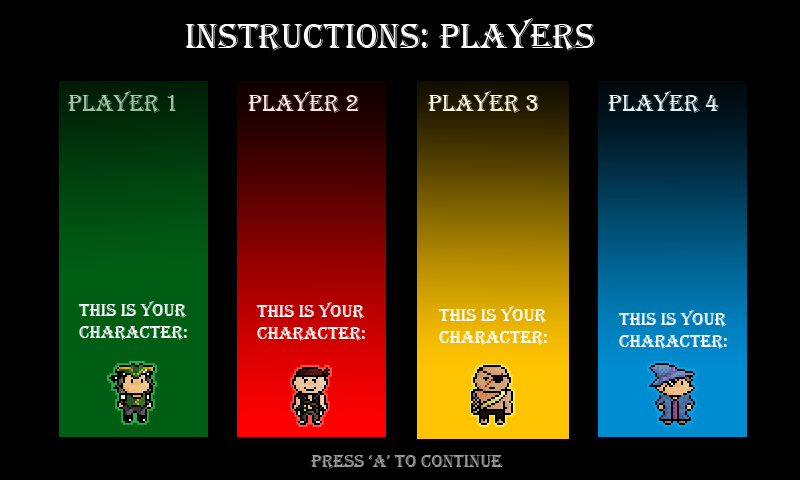 INSTRUCTIONS: PLAYERS
PLAYER 1
THIS IS YOUR
CHARACTER:
PLAYER 2
THIS IS YOUR
CHARACTER:
PLAYER 3
THIS IS YOUR
CHARACTER:
PLAYER 4
THIS IS YOUR
CHARACTER:
PRESS ‘A’ TO CONTINUE